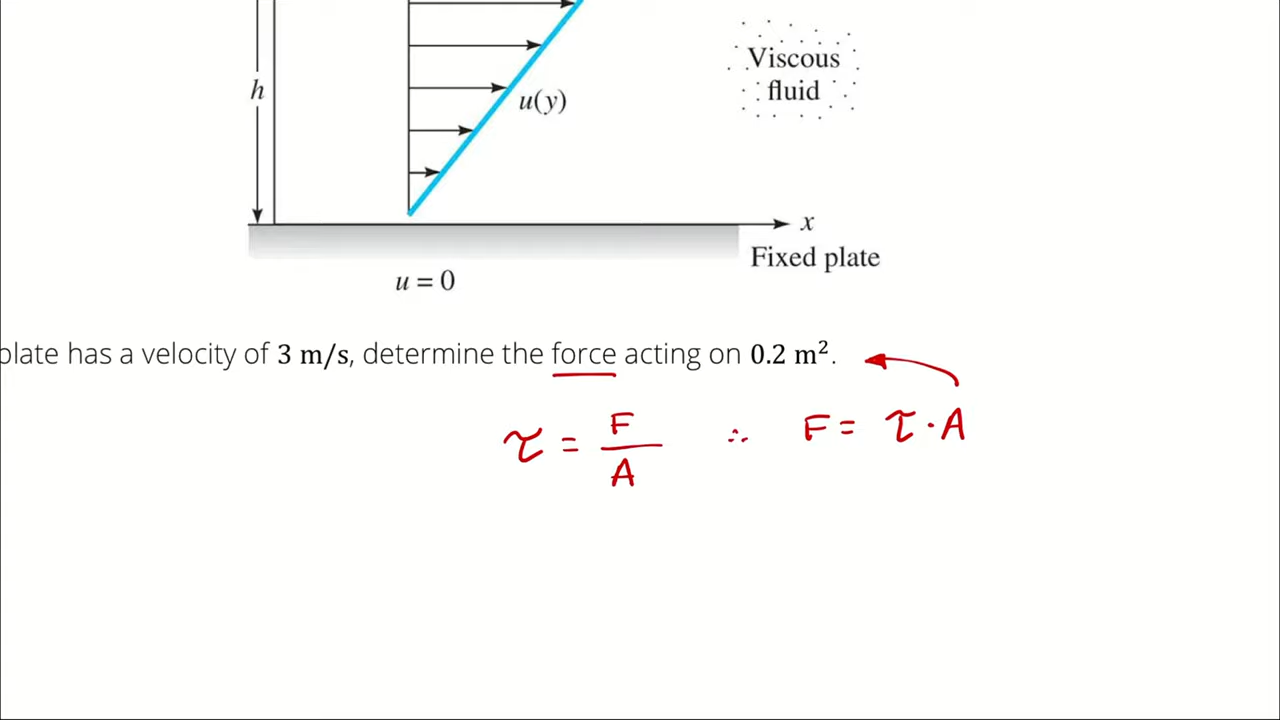 h
u(y)
Viscous
fluid
x
Fixed plate
u = 0
plate has a velocity of 3 m/s, determine the force acting on 0.2 m².
τ = F/A ∴ F = τ · A